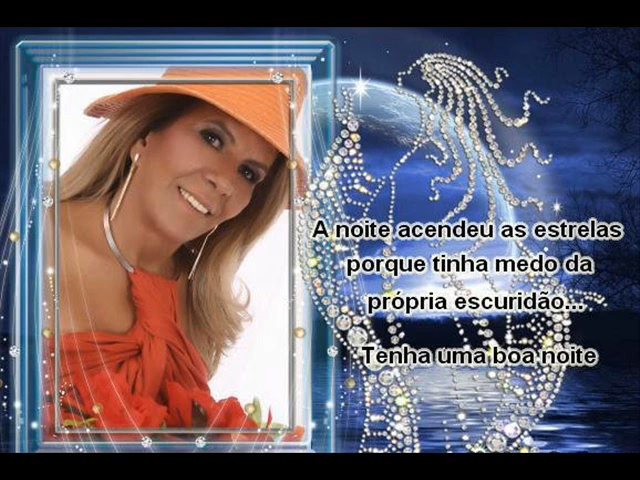 A noite acendeu as estrelas
porque tinha medo da
própria escuridão...
Tenha uma boa noite